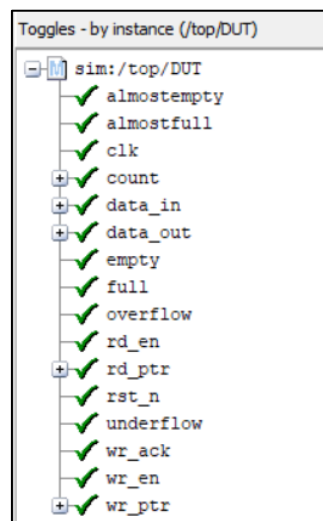 Toggles - by instance (/top/DUT)
sim:/top/DUT
almostempty
almostfull
clk
count
data_in
data_out
empty
full
overflow
rd_en
rd_ptr
rst_n
underflow
wr_ack
wr_en
wr_ptr